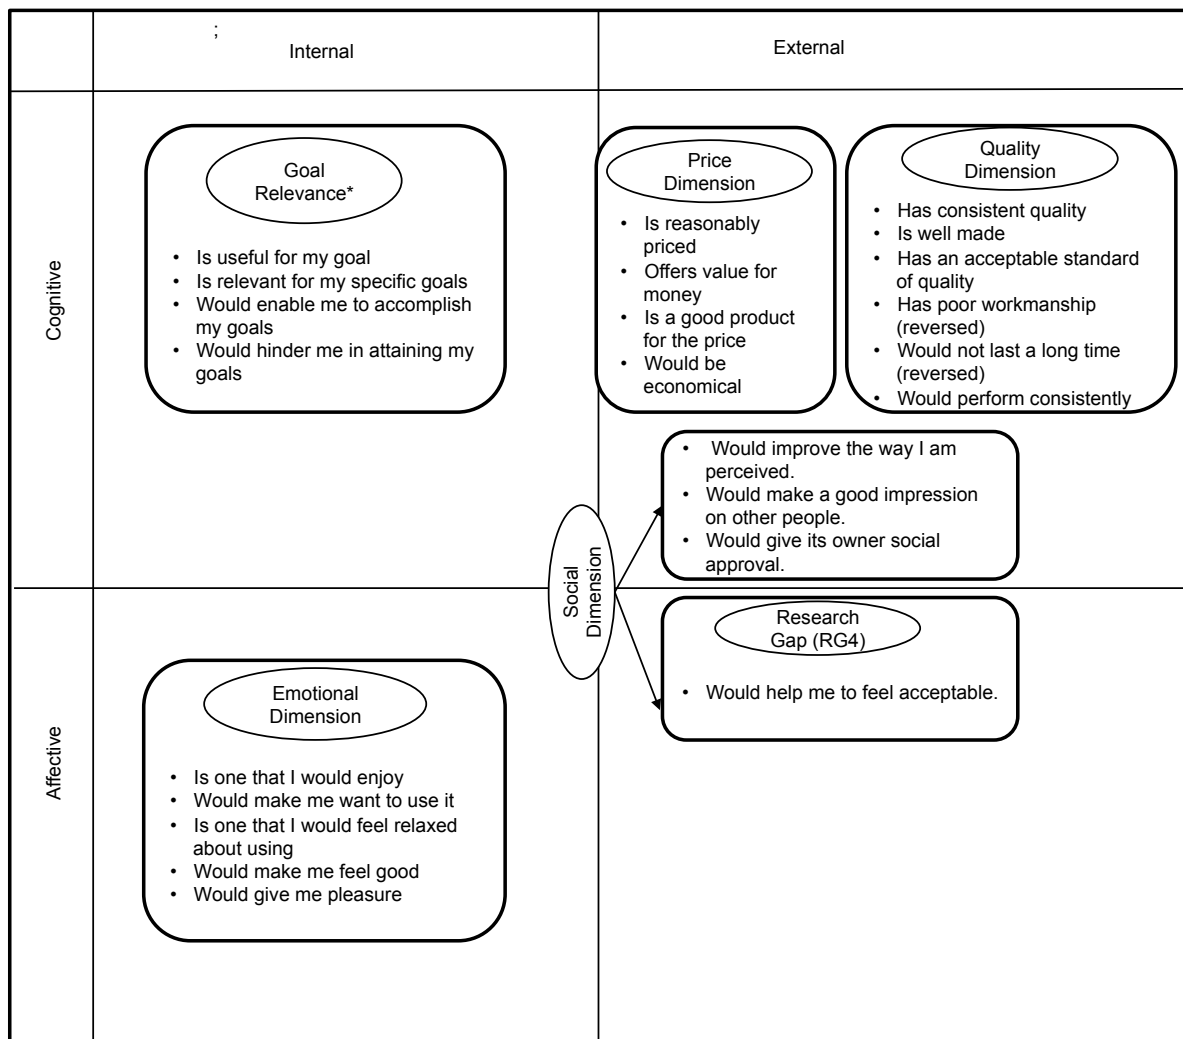 ;
Internal
External
Cognitive
Goal
Relevance*
• Is useful for my goal
• Is relevant for my specific goals
• Would enable me to accomplish
my goals
• Would hinder me in attaining my
goals
Price
Dimension
• Is reasonably
priced
• Offers value for
money
• Is a good product
for the price
• Would be
economical
Quality
Dimension
• Has consistent quality
• Is well made
• Has an acceptable standard
of quality
• Has poor workmanship
(reversed)
• Would not last a long time
(reversed)
• Would perform consistently
Social
Dimension
• Would improve the way I am
perceived.
• Would make a good impression
on other people.
• Would give its owner social
approval.
Affective
Emotional
Dimension
• Is one that I would enjoy
• Would make me want to use it
• Is one that I would feel relaxed
about using
• Would make me feel good
• Would give me pleasure
Research
Gap (RG4)
• Would help me to feel acceptable.